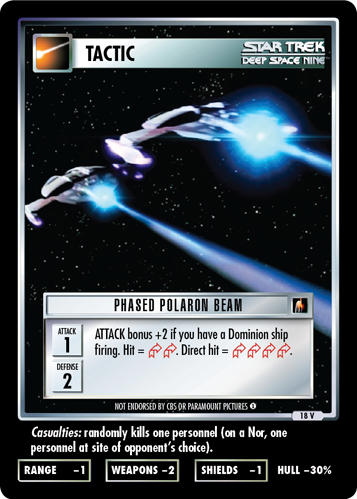 TACTIC
STAR TREK
DEEP SPACE NINE
PHASED POLARON BEAM
ATTACK
1
DEFENSE
2
ATTACK bonus +2 if you have a Dominion ship
firing. Hit = . Direct hit = .
NOT ENDORSED BY CBS OR PARAMOUNT PICTURES
18 V
Casualties: randomly kills one personnel (on a Nor, one
personnel at site of opponent's choice).
RANGE -1 WEAPONS -2 SHIELDS -1 HULL -30%